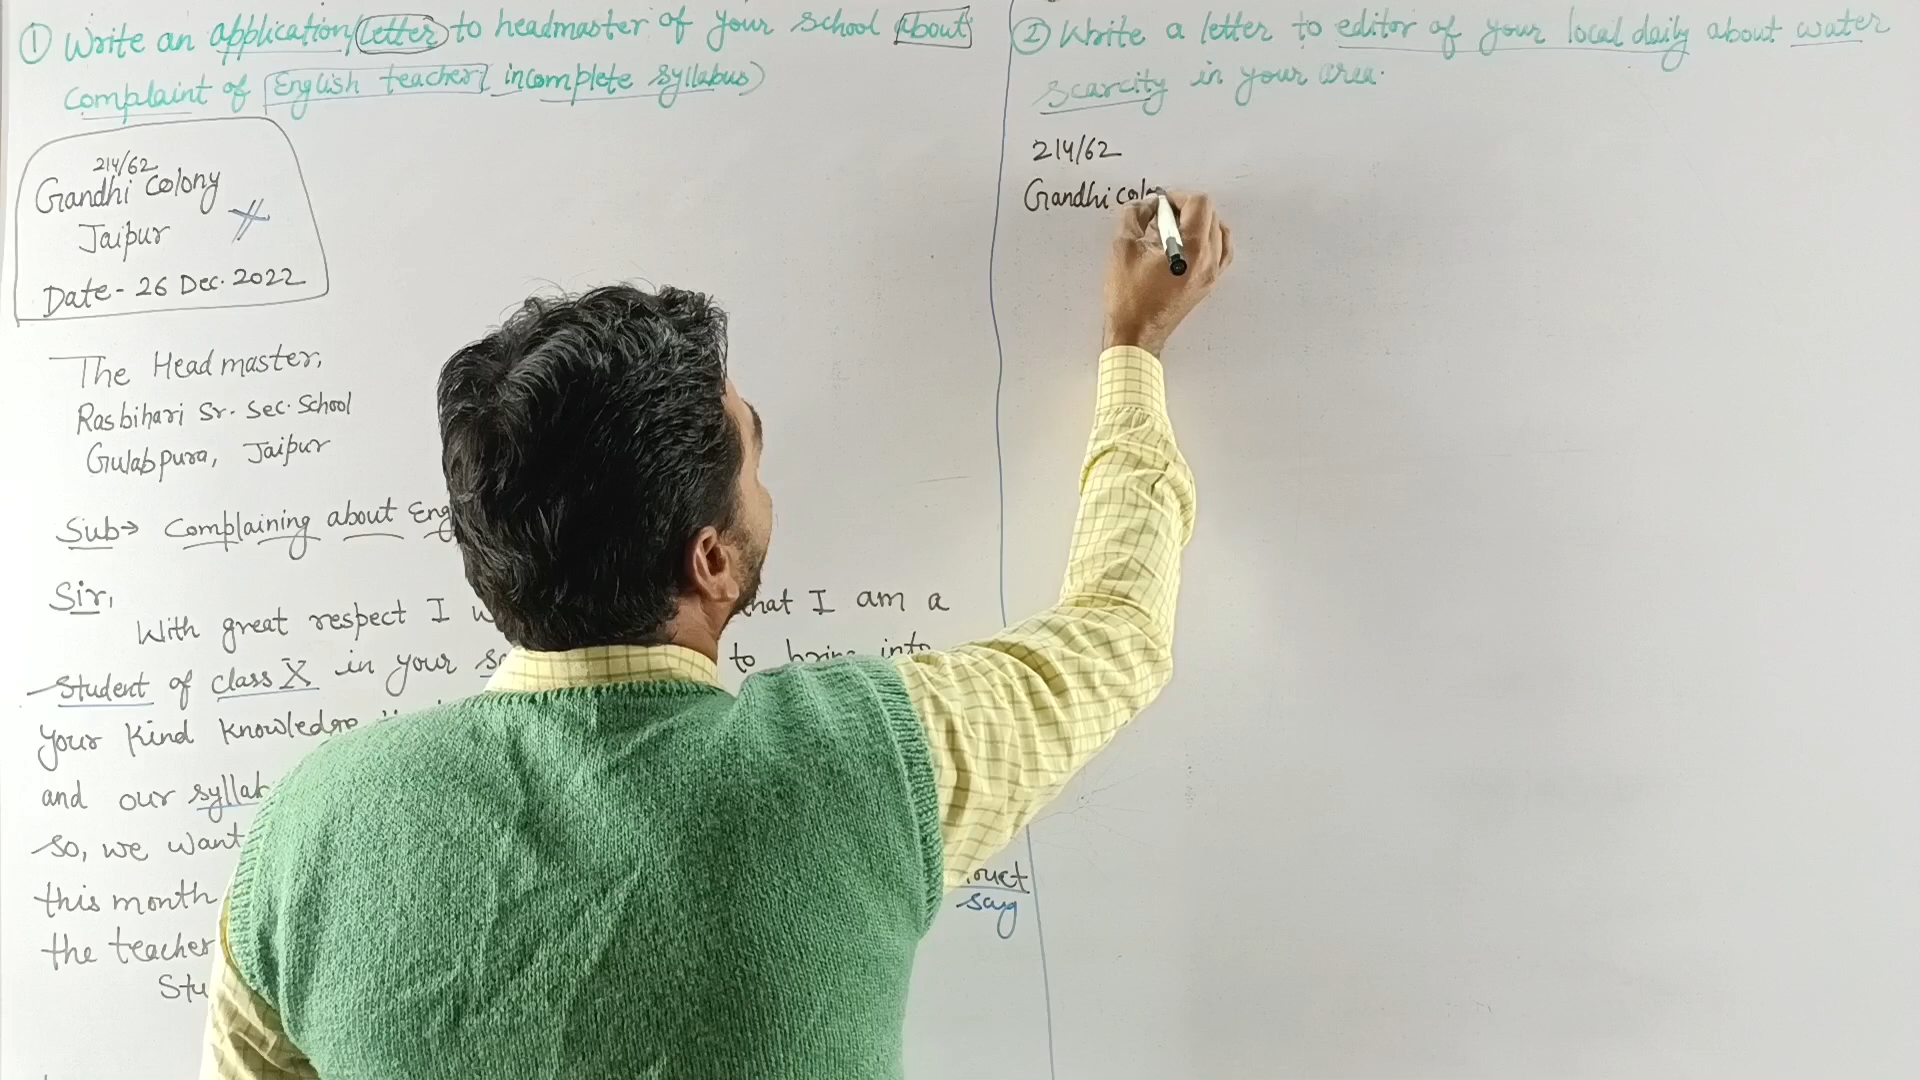 ① Write an application/Letter to headmaster of your school about
complaint of English teacher (incomplete syllabus)
214/62
Gandhi colony
Jaipur
Date - 26 Dec. 2022
The Headmaster,
Rasbihari Sr. Sec. School
Gulabpura, Jaipur
Sub→ Complaining about Eng
Sir,
With great respect I that I am a
Student of class X in your to bring into
your kind knowledge
and our syllab
so, we want
this month
say
the teacher
Stu
② Write a letter to editor of your local daily about water
scarcity in your area.
214/62
Gandhi colo